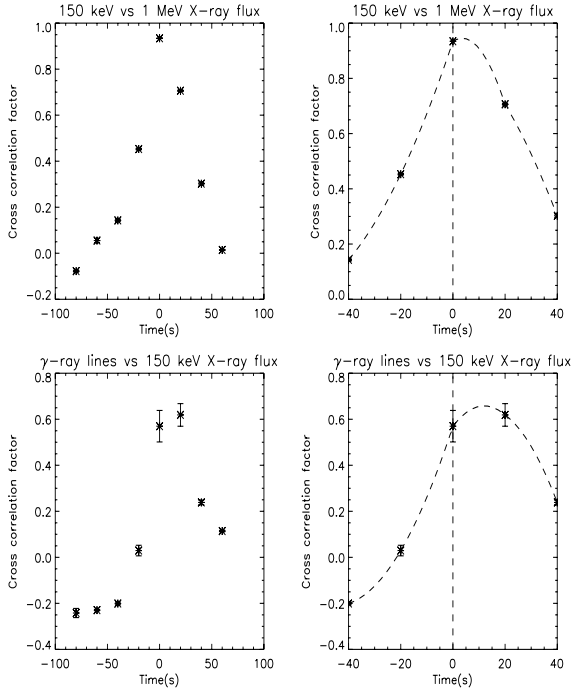 150 keV vs 1 MeV X-ray flux
Cross correlation factor
1.0
0.8
0.6
0.4
0.2
0.0
−0.2
−100 −50 0 50 100
Time(s)
150 keV vs 1 MeV X-ray flux
Cross correlation factor
1.0
0.8
0.6
0.4
0.2
0.0
−40 −20 0 20 40
Time(s)
γ-ray lines vs 150 keV X-ray flux
Cross correlation factor
0.8
0.6
0.4
0.2
0.0
−0.2
−0.4
−100 −50 0 50 100
Time(s)
γ-ray lines vs 150 keV X-ray flux
Cross correlation factor
0.8
0.6
0.4
0.2
0.0
−0.2
−0.4
−40 −20 0 20 40
Time(s)